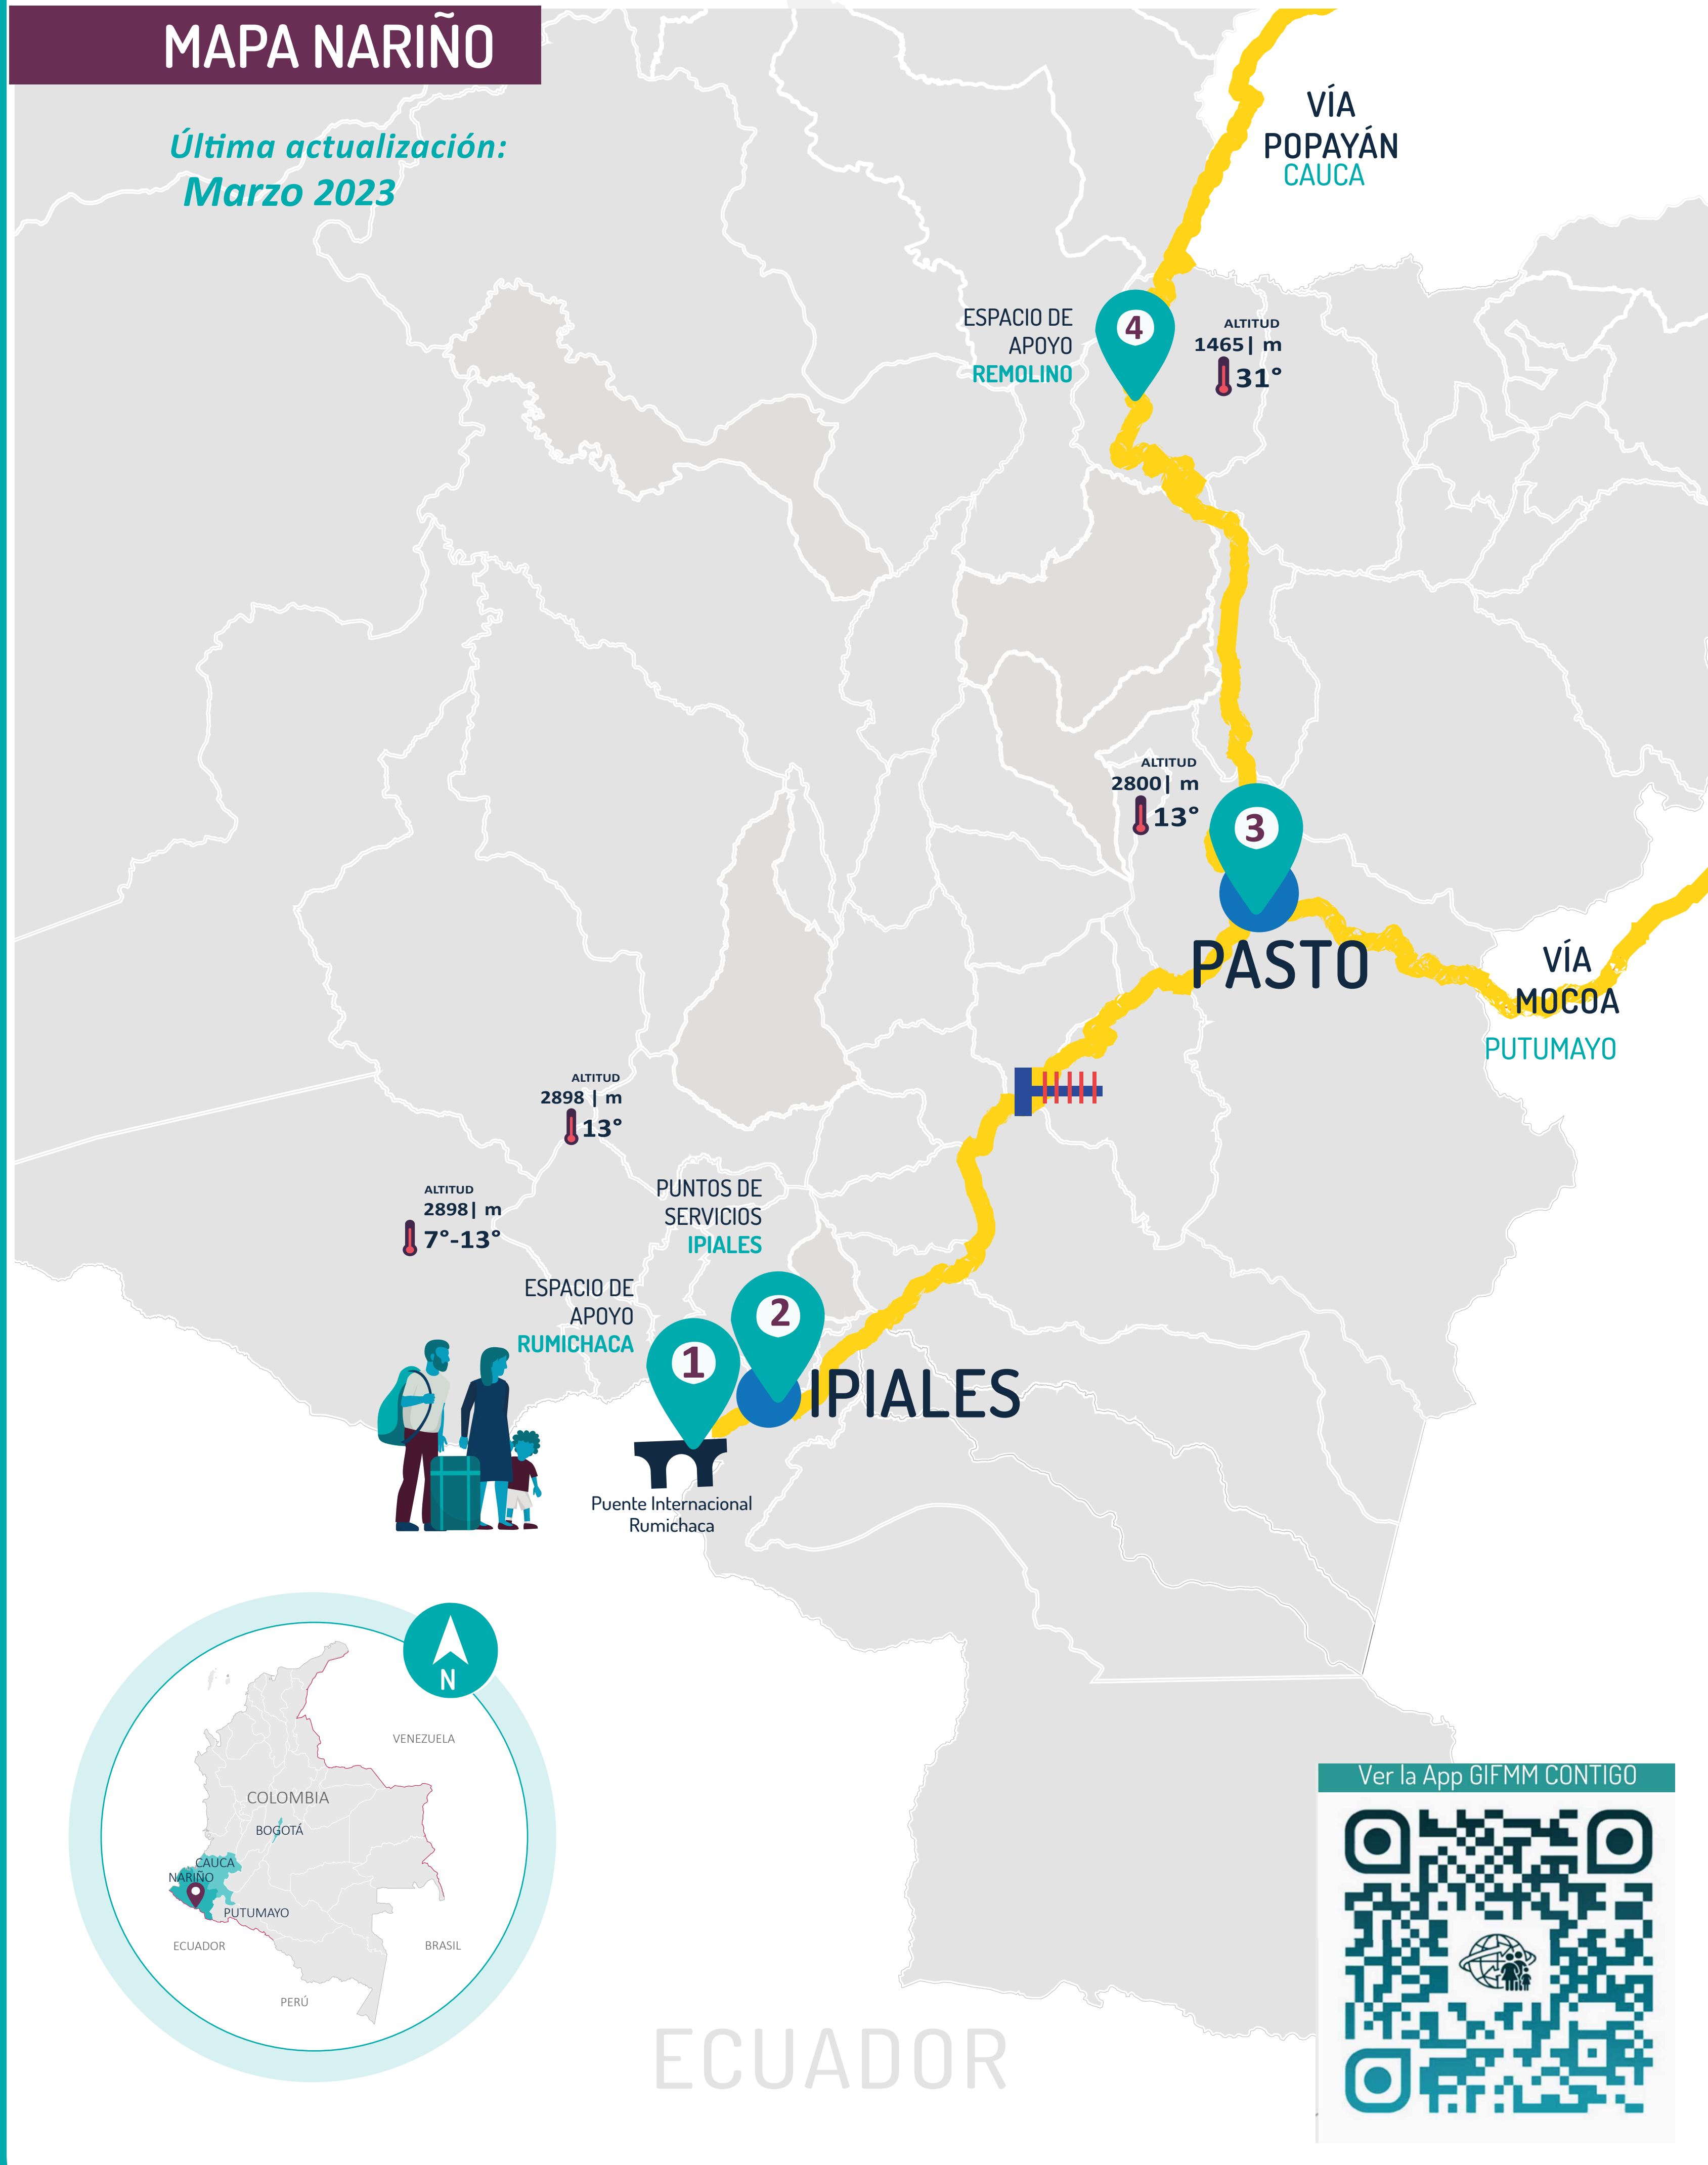 MAPA NARIÑO
Última actualización:
Marzo 2023
VÍA
POPAYÁN
CAUCA
ESPACIO DE
APOYO
REMOLINO
4
ALTITUD
1465| m
31°
ALTITUD
2800| m
13°
3
PASTO
VÍA
MOCOA
PUTUMAYO
ALTITUD
2898 | m
13°
ALTITUD
2898| m
7°-13°
PUNTOS DE
SERVICIOS
IPIALES
ESPACIO DE
APOYO
RUMICHACA
2
1
IPIALES
Puente Internacional
Rumichaca
N
VENEZUELA
COLOMBIA
BOGOTÁ
CAUCA
NARIÑO
PUTUMAYO
ECUADOR
BRASIL
PERÚ
ECUADOR
Ver la App GIFMM CONTIGO